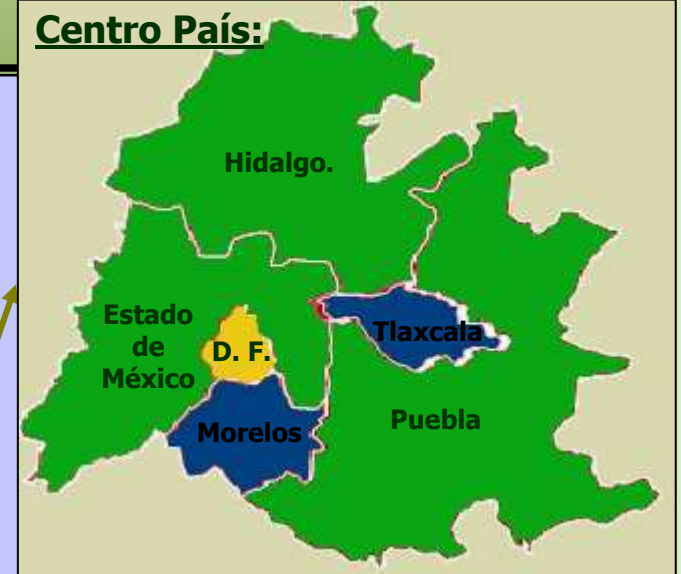 Centro País:
Hidalgo.
Estado
de
México
D. F.
Tlaxcala
Morelos
Puebla